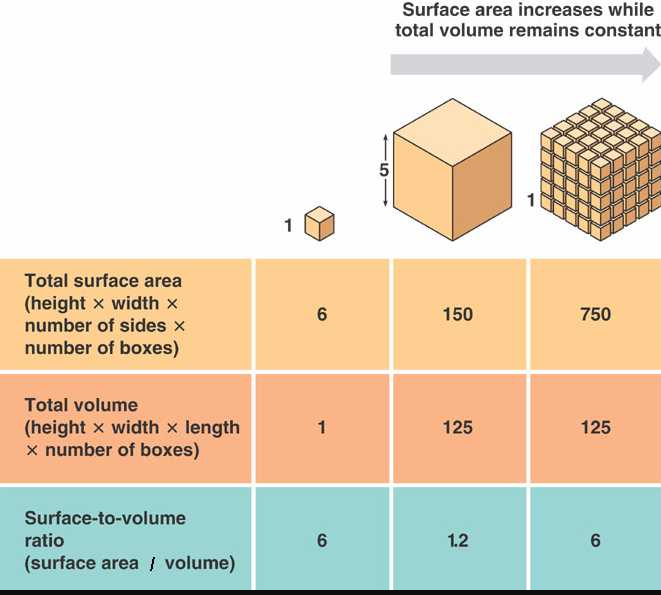 Surface area increases while
total volume remains constant
5
1
1
Total surface area
(height × width ×
number of sides ×
number of boxes)
6
150
750
Total volume
(height × width × length
× number of boxes)
1
125
125
Surface-to-volume
ratio
(surface area / volume)
6
1.2
6